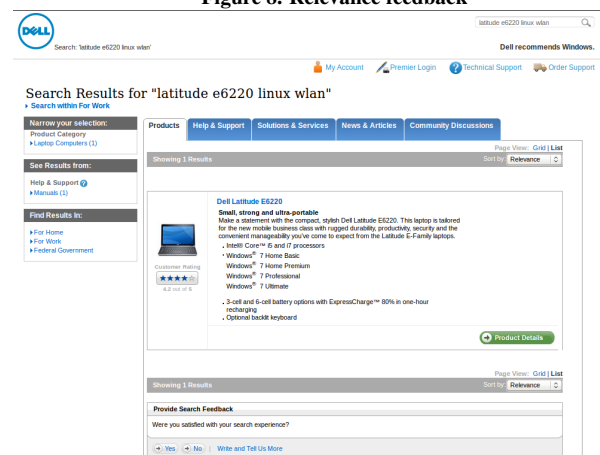 Figure 8: Relevance feedback
DELL
latitude e6220 linux wlan
Search: 'latitude e6220 linux wlan'
Dell recommends Windows.
My Account
Premier Login
Technical Support
Order Support
Search Results for "latitude e6220 linux wlan"
Search within For Work
Narrow your selection:
Product Category
Laptop Computers (1)
See Results from:
Help & Support
Manuals (1)
Find Results In:
For Home
For Work
Federal Government
Products
Help & Support
Solutions & Services
News & Articles
Community Discussions
Page View: Grid | List
Showing 1 Results
Sort by Relevance
Dell Latitude E6220
Small, strong and ultra-portable
Make a statement with the compact, stylish Dell Latitude E6220. This laptop is tailored
for the new mobile business class with rugged durability, productivity, security and the
convenient manageability you've come to expect from the Latitude E-Family laptops.
Intel® Core™ i5 and i7 processors
Windows® 7 Home Basic
Windows® 7 Home Premium
Windows® 7 Professional
Windows® 7 Ultimate
3-cell and 6-cell battery options with ExpressCharge™ 80% in one-hour
recharging
Optional backlit keyboard
Customer Rating
4.2 out of 5
Product Details
Page View: Grid | List
Showing 1 Results
Sort by Relevance
Provide Search Feedback
Were you satisfied with your search experience?
Yes
No
|
Write and Tell Us More